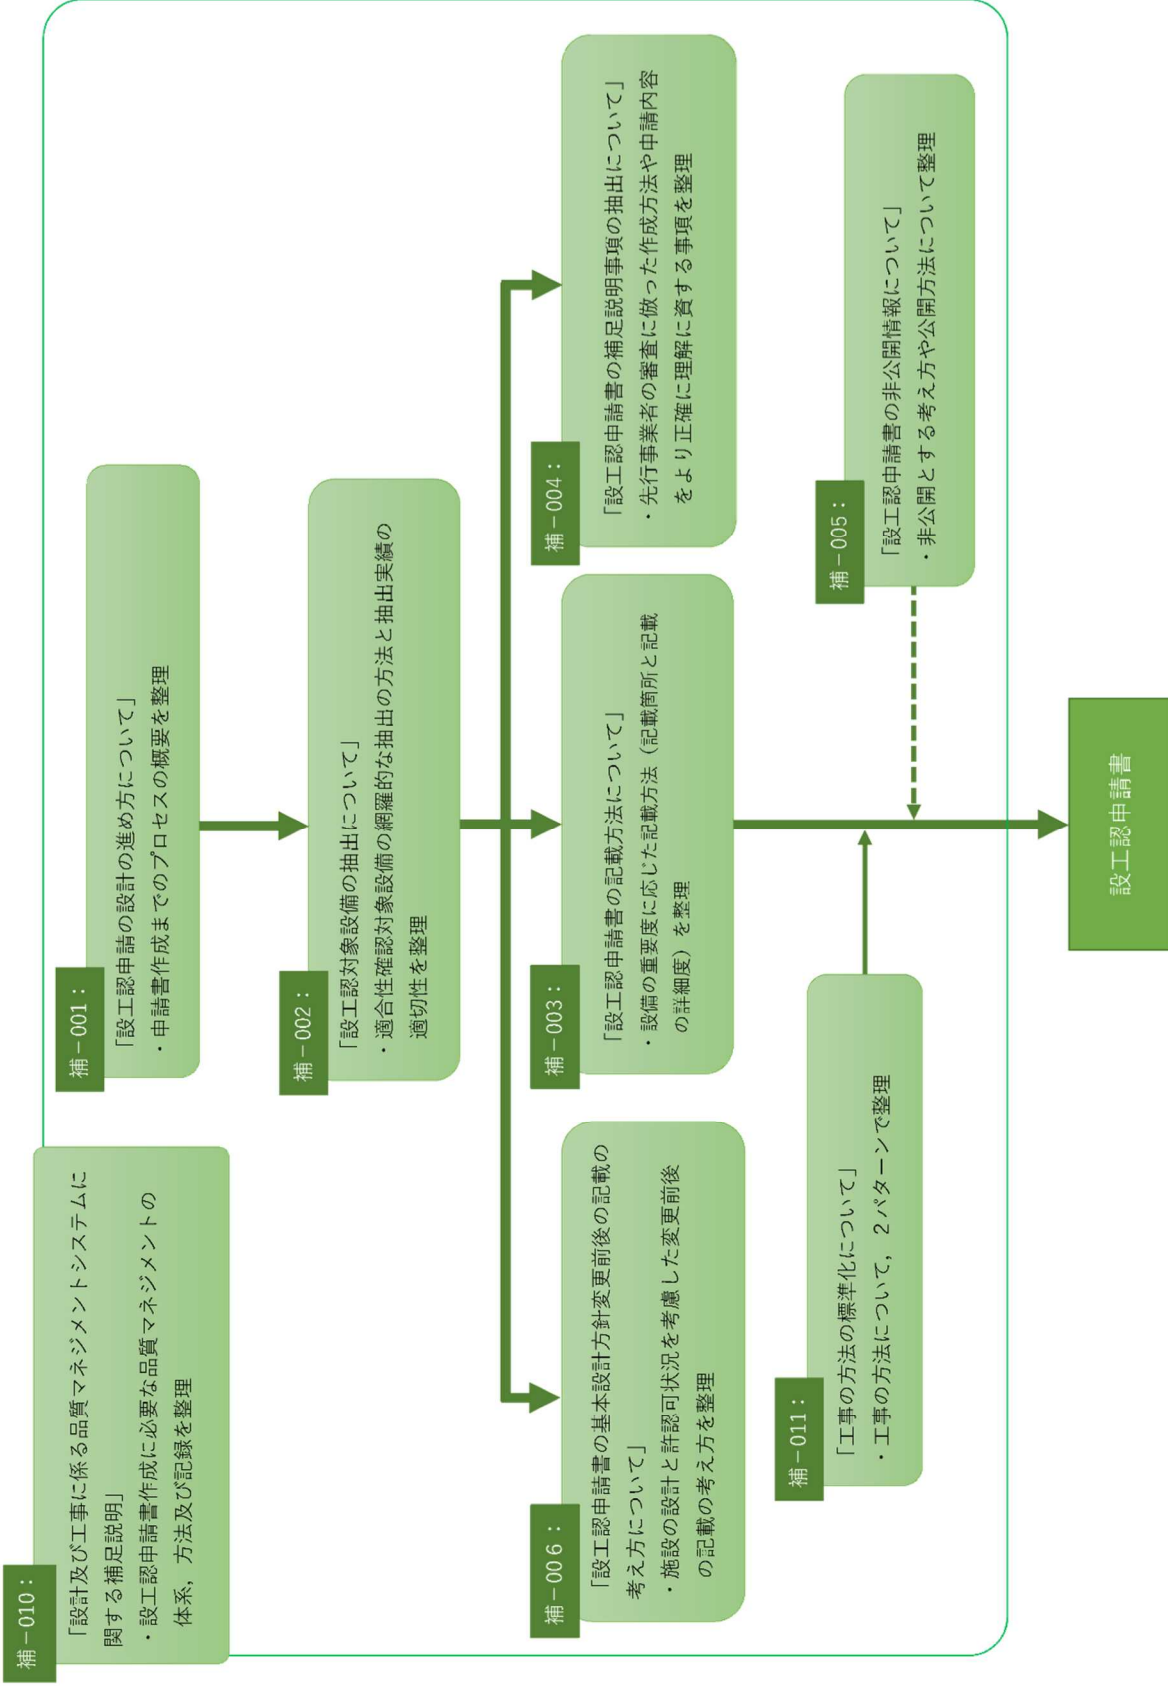 補－010：
「設計及び工事に係る品質マネジメントシステムに
関する補足説明」
・設工認申請書作成に必要な品質マネジメントの
体系，方法及び記録を整理
補－001：
「設工認申請の設計の進め方について」
・申請書作成までのプロセスの概要を整理
補－002：
「設工認対象設備の抽出について」
・適合性確認対象設備の網羅的な抽出の方法と抽出実績の
適切性を整理
補－006：
「設工認申請書の基本設計方針変更前後の記載の
考え方について」
・施設の設計と許認可状況を考慮した変更前後
の記載の考え方を整理
補－003：
「設工認申請書の記載方法について」
・設備の重要度に応じた記載方法（記載箇所と記載
の詳細度）を整理
補－004：
「設工認申請書の補足説明事項の抽出について」
・先行事業者の審査に倣った作成方法や申請内容
をより正確に理解に資する事項を整理
補－011：
「工事の方法の標準化について」
・工事の方法について，２パターンで整理
補－005：
「設工認申請書の非公開情報について」
・非公開とする考え方や公開方法について整理
設工認申請書